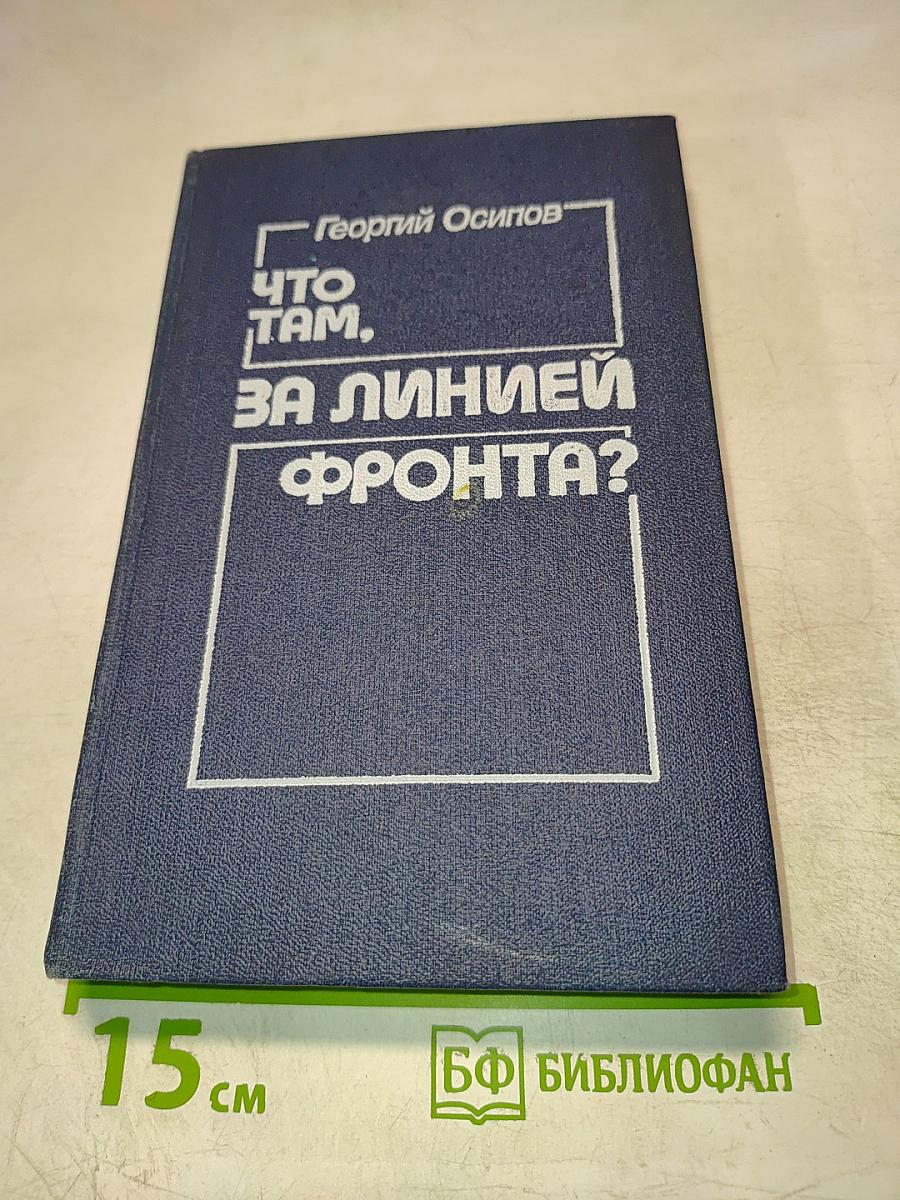 Георгий Осипов
ЧТО
ТАМ,
ЗА ЛИНИЕЙ
ФРОНТА?
15 см
БФ БИБЛИОФАН